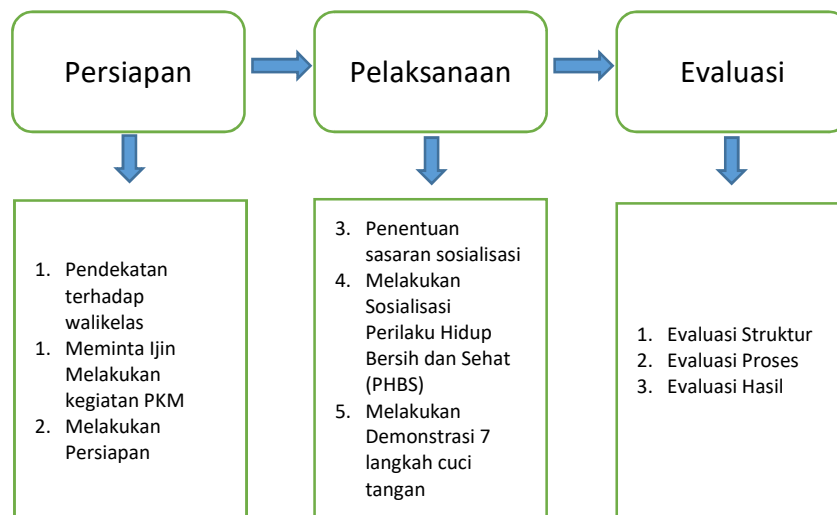 Persiapan
Pelaksanaan
Evaluasi
1. Pendekatan
terhadap
walikelas
1. Meminta Ijin
Melakukan
kegiatan PKM
2. Melakukan
Persiapan
3. Penentuan
sasaran sosialisasi
4. Melakukan
Sosialisasi
Perilaku Hidup
Bersih dan Sehat
(PHBS)
5. Melakukan
Demonstrasi 7
langkah cuci
tangan
1. Evaluasi Struktur
2. Evaluasi Proses
3. Evaluasi Hasil